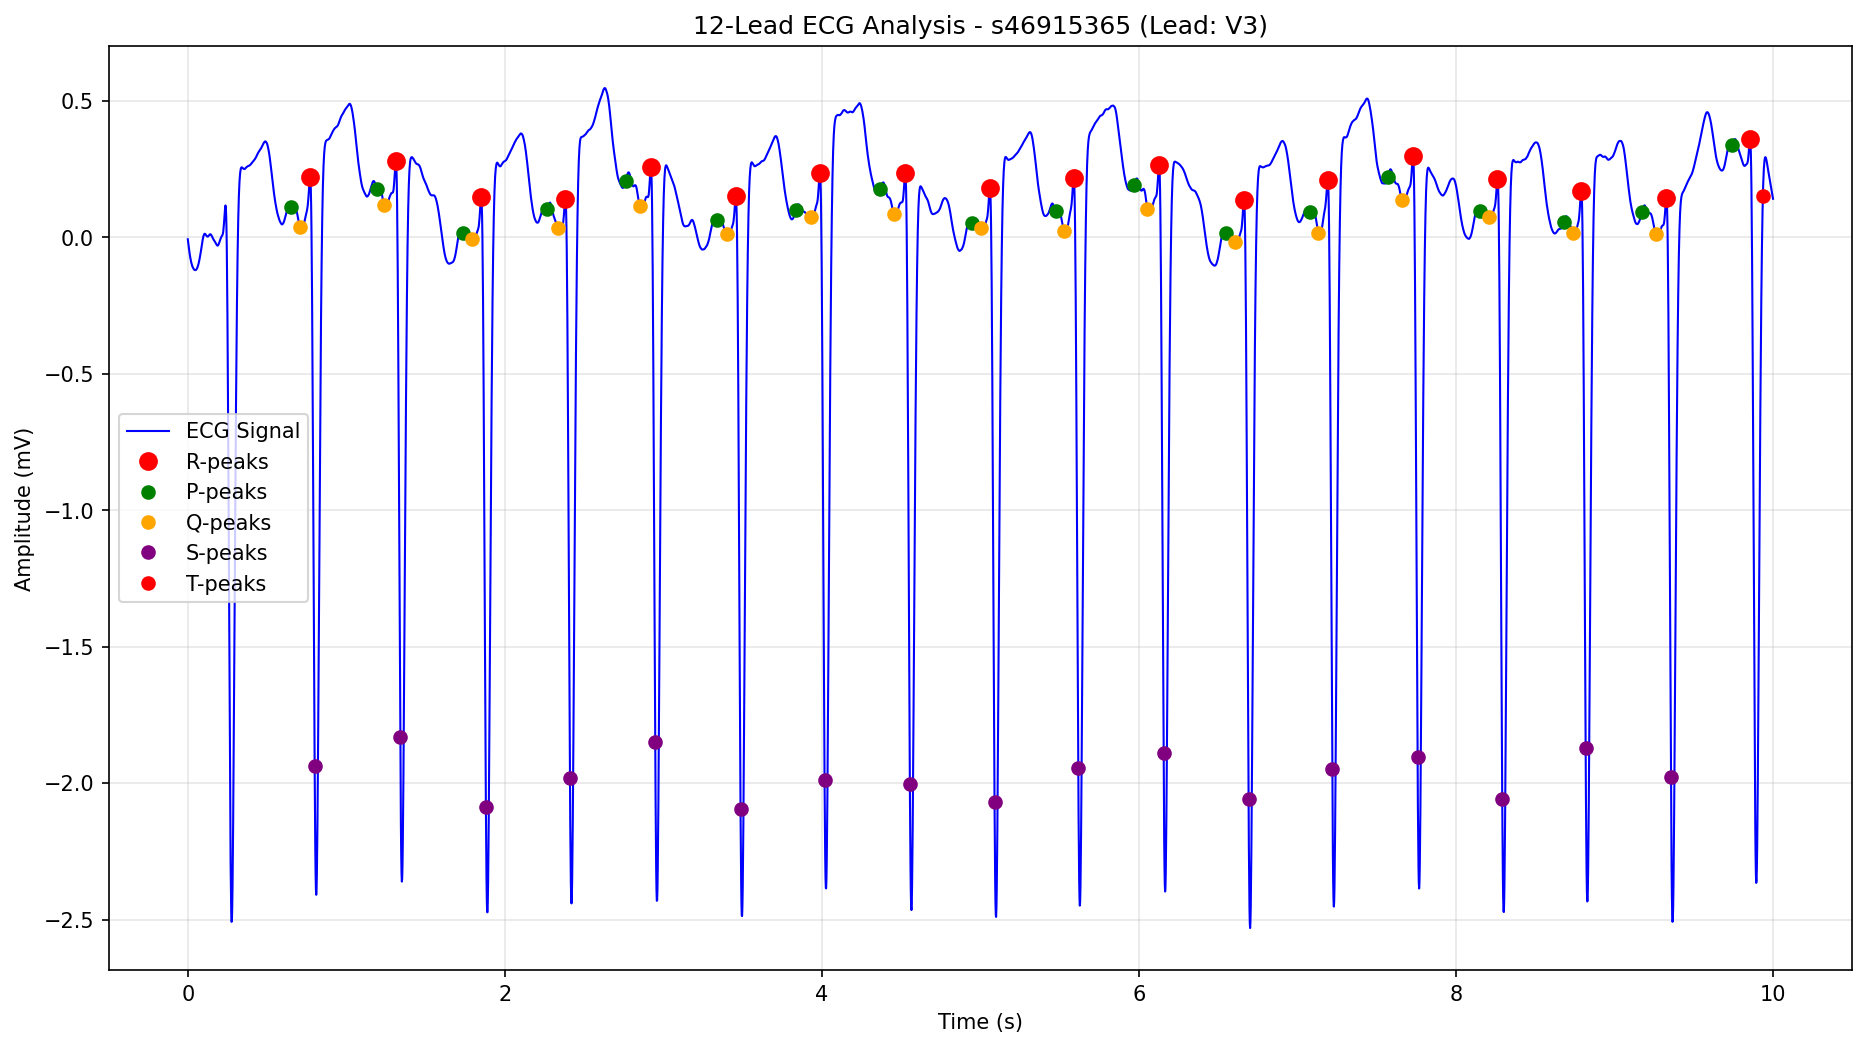 12-Lead ECG Analysis - s46915365 (Lead: V3)
0.5
0.0
−0.5
−1.0
−1.5
−2.0
−2.5
Amplitude (mV)
ECG Signal
R-peaks
P-peaks
Q-peaks
S-peaks
T-peaks
0 2 4 6 8 10
Time (s)